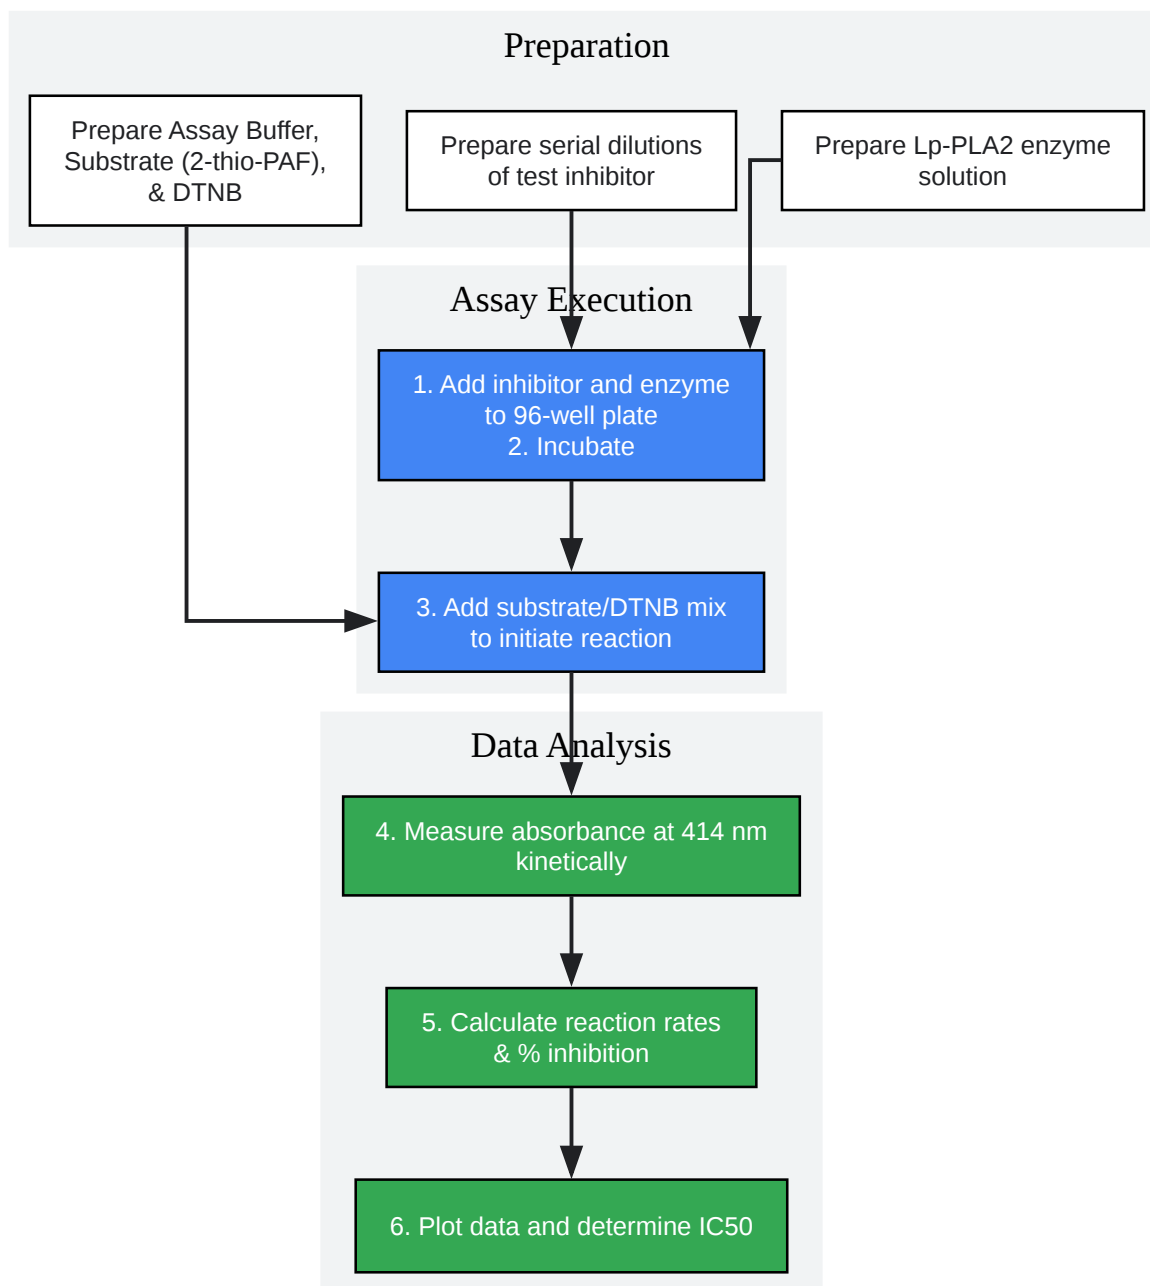 Preparation
Prepare Assay Buffer,
Substrate (2-thio-PAF),
& DTNB
Prepare serial dilutions
of test inhibitor
Prepare Lp-PLA2 enzyme
solution
Assay Execution
1. Add inhibitor and enzyme
to 96-well plate
2. Incubate
3. Add substrate/DTNB mix
to initiate reaction
Data Analysis
4. Measure absorbance at 414 nm
kinetically
5. Calculate reaction rates
& % inhibition
6. Plot data and determine IC50